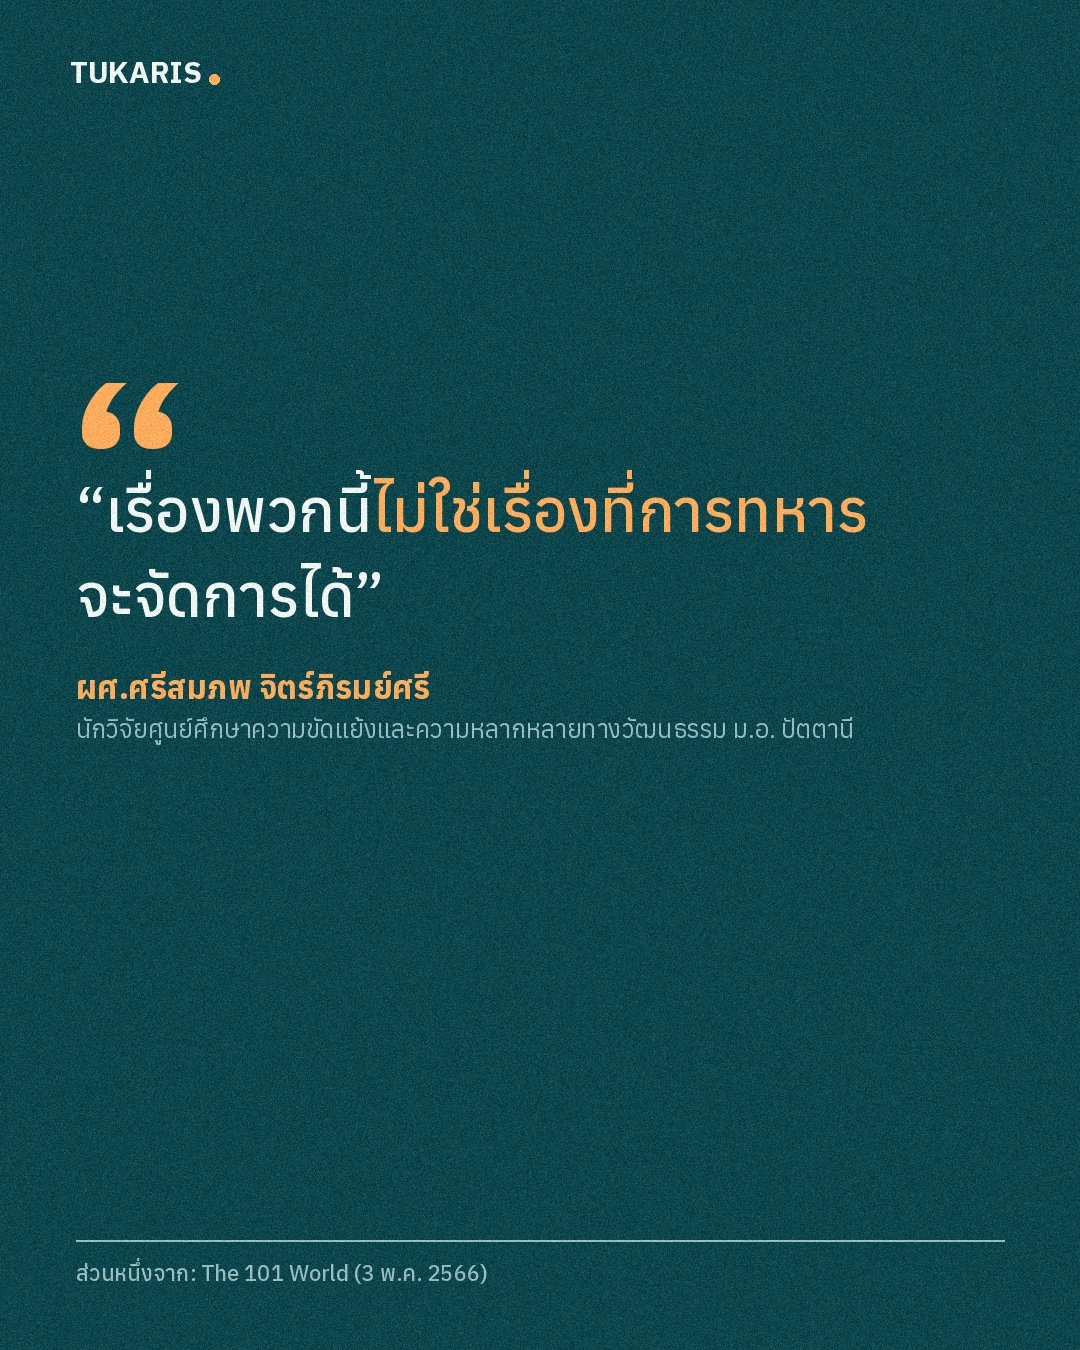 TUKARIS
“เรื่องพวกนี้ไม่ใช่เรื่องที่การทหาร
จะจัดการได้”
ผศ.ศรีสมภพ จิตร์ภิรมย์ศรี
นักวิจัยศูนย์ศึกษาความขัดแย้งและความหลากหลายทางวัฒนธรรม ม.อ. ปัตตานี
ส่วนหนึ่งจาก: The 101 World (3 พ.ค. 2566)